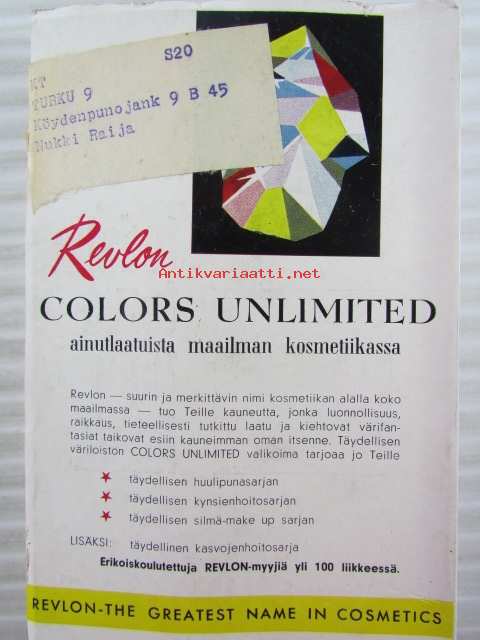 S20
KT
TURKU 9
Köydenpunojank 9 B 45
Nukki Raija
Revlon
Antikvariaatti.net
COLORS UNLIMITED
ainutlaatuista maailman kosmetiikassa
Revlon — suurin ja merkittävin nimi kosmetiikan alalla koko
maailmassa — tuo Teille kauneutta, jonka luonnollisuus,
raikkaus, tieteellisesti tutkittu laatu ja kiehtovat värifan-
tasiat taikovat esiin kauneimman oman itsenne. Täydellisen
väriloiston COLORS UNLIMITED valikoima tarjoaa jo Teille
★ täydellisen huulipunasarjan
★ täydellisen kynsienhoitosarjan
★ täydellisen silmä-make up sarjan
LISÄKSI: täydellinen kasvojenhoitosarja
Erikoiskoulutettuja REVLON-myyjiä yli 100 liikkeessä.
REVLON-THE GREATEST NAME IN COSMETICS